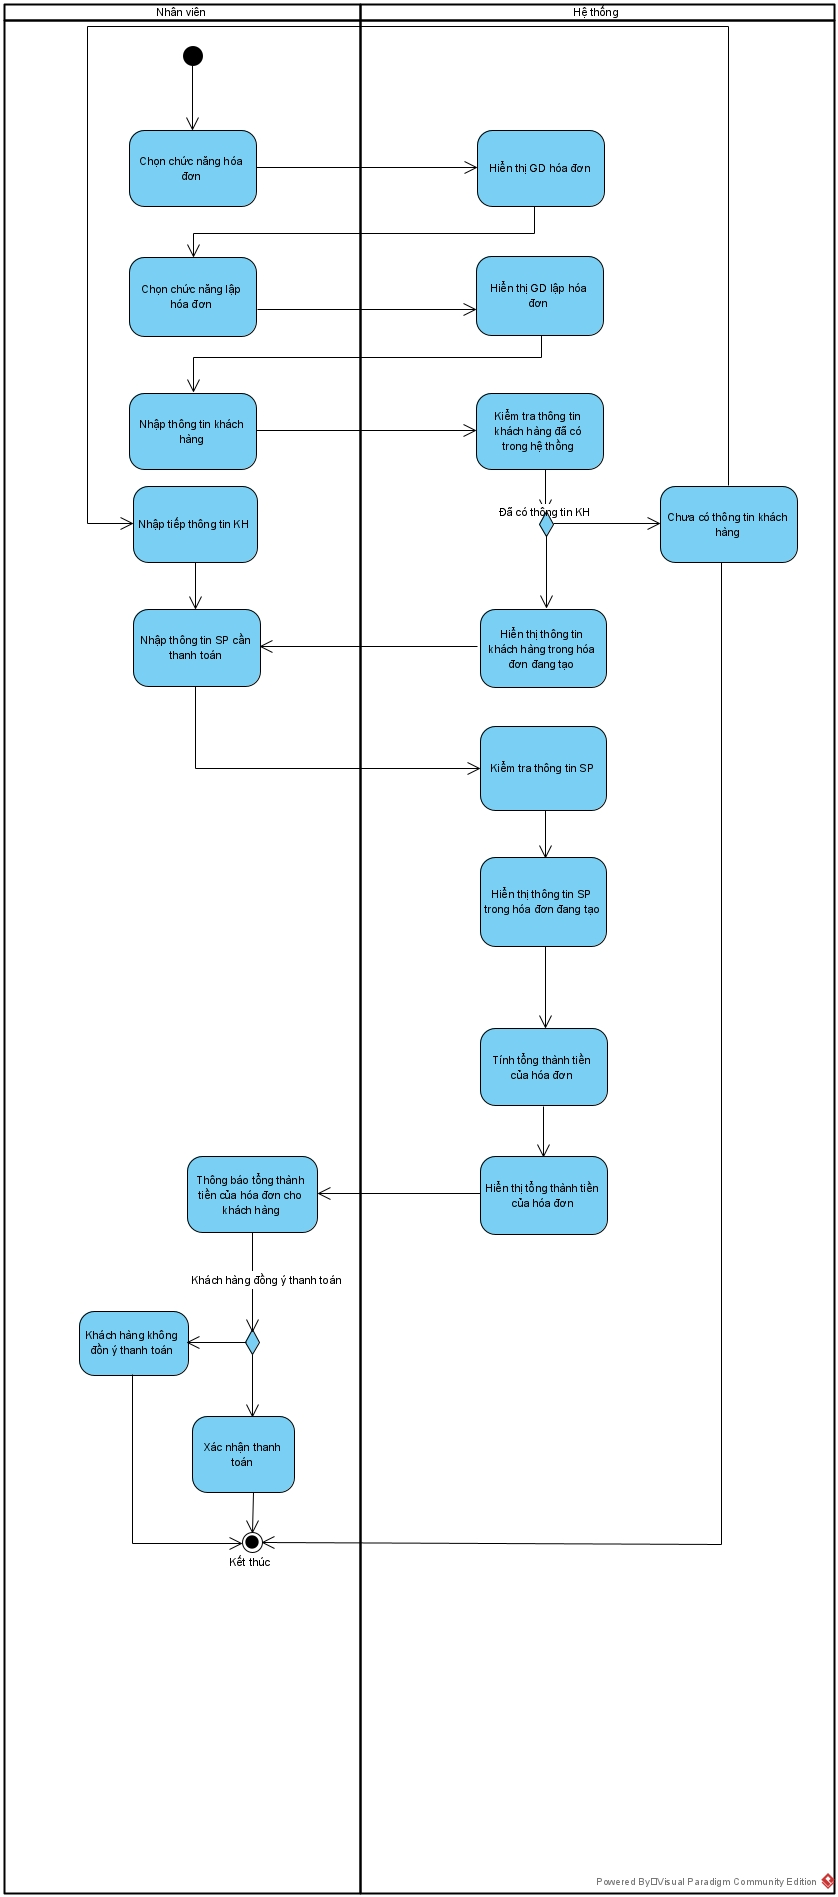 Nhân viên
Hệ thống
Chọn chức năng hóa
đơn
Hiển thị GD hóa đơn
Chọn chức năng lập
hóa đơn
Hiển thị GD lập hóa
đơn
Nhập thông tin khách
hàng
Kiểm tra thông tin
khách hàng đã có
trong hệ thống
Đã có thông tin KH
Nhập tiếp thông tin KH
Chưa có thông tin khách
hàng
Nhập thông tin SP cần
thanh toán
Hiển thị thông tin
khách hàng trong hóa
đơn đang tạo
Kiểm tra thông tin SP
Hiển thị thông tin SP
trong hóa đơn đang tạo
Tính tổng thành tiền
của hóa đơn
Thông báo tổng thành
tiền của hóa đơn cho
khách hàng
Hiển thị tổng thành tiền
của hóa đơn
Khách hàng đồng ý thanh toán
Khách hàng không
đồn ý thanh toán
Xác nhận thanh
toán
Kết thúc
Powered By□Visual Paradigm Community Edition